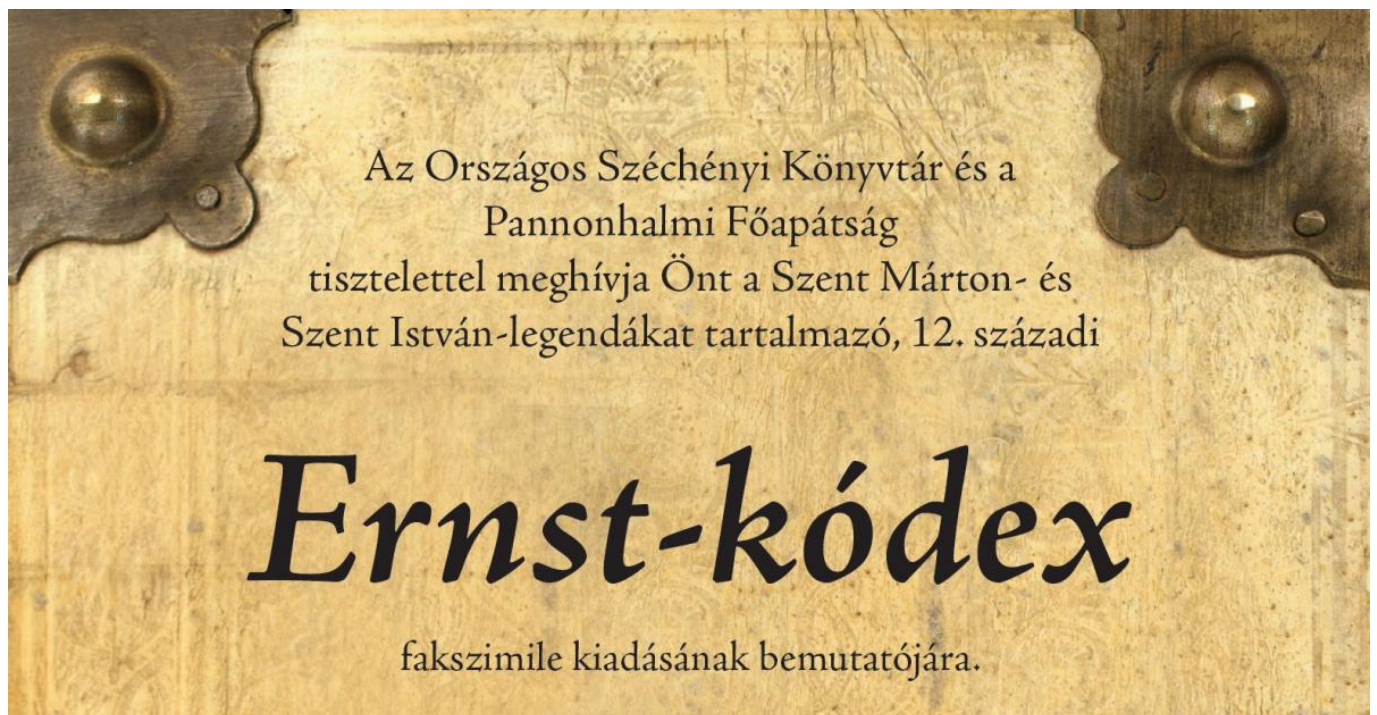 Az Országos Széchényi Könyvtár és a
Pannonhalmi Főapátság
tisztelettel meghívja Önt a Szent Márton- és
Szent István-legendákat tartalmazó, 12. századi
Ernst-kódex
fakszimile kiadásának bemutatójára.